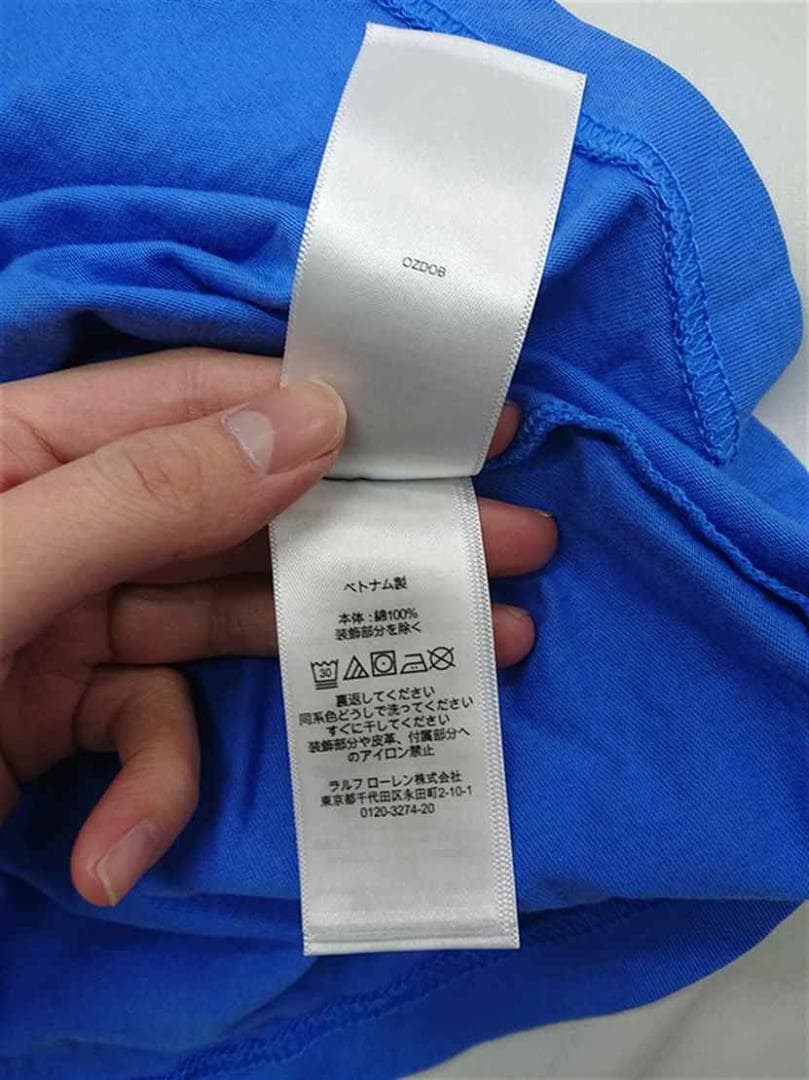 OZDOB
ベトナム製
本体:綿100%
装飾部分を除く
30
裏返してください
同系色どうしで洗ってください
すぐに干してください
装飾部分や皮革、付属部分へ
のアイロン禁止
ラルフ ローレン株式会社
東京都千代田区永田町2-10-1
0120-3274-20